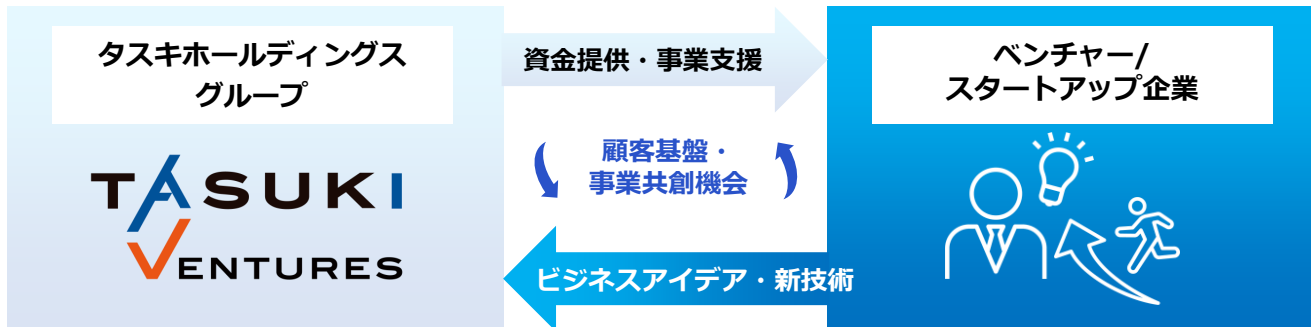 タスキホールディングス
グループ
TASUKI
VENTURES
資金提供・事業支援
顧客基盤・
事業共創機会
ビジネスアイデア・新技術
ベンチャー/
スタートアップ企業